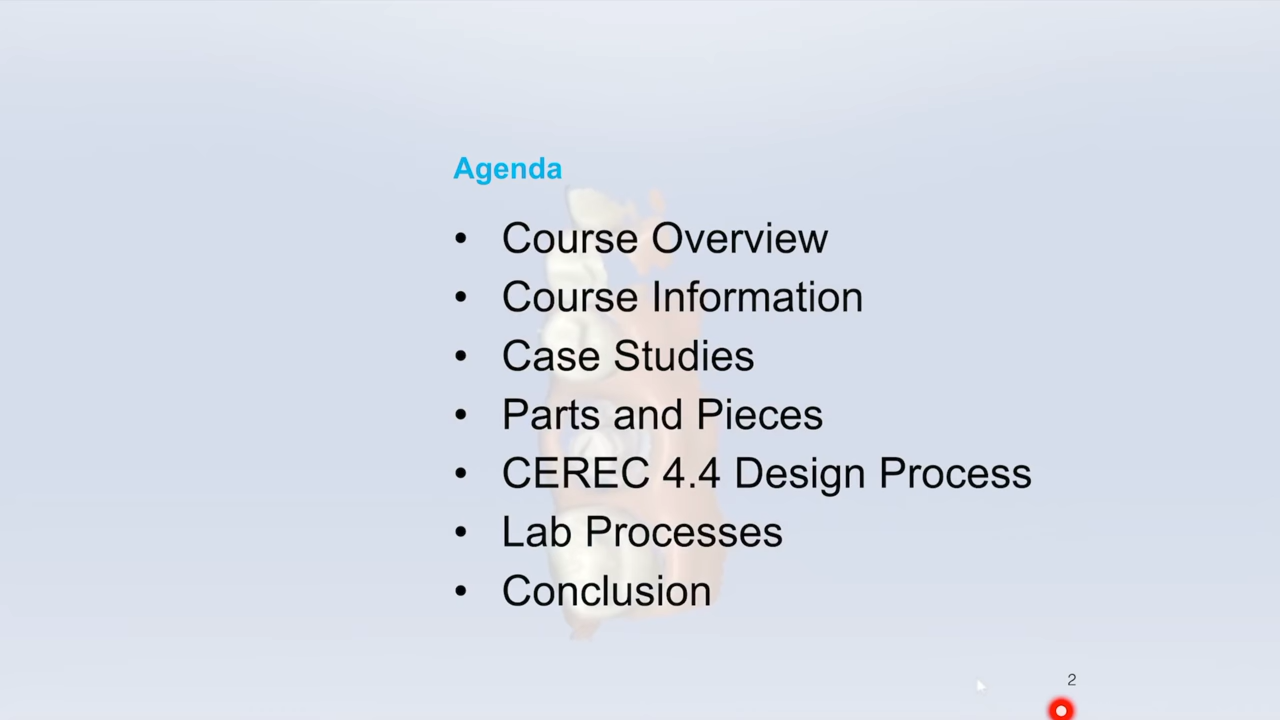 Agenda
• Course Overview
• Course Information
• Case Studies
• Parts and Pieces
• CEREC 4.4 Design Process
• Lab Processes
• Conclusion
2